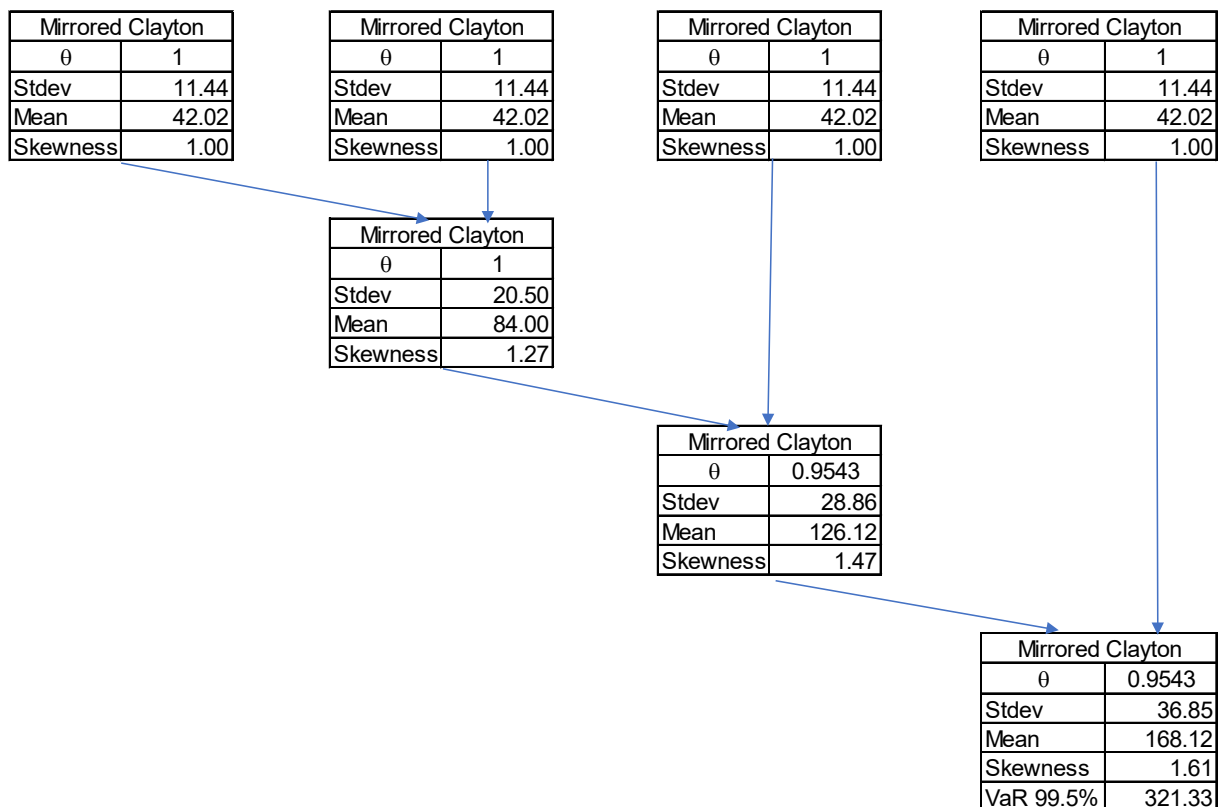 Mirrored Clayton
θ 1
Stdev 11.44
Mean 42.02
Skewness 1.00
Mirrored Clayton
θ 1
Stdev 11.44
Mean 42.02
Skewness 1.00
Mirrored Clayton
θ 1
Stdev 11.44
Mean 42.02
Skewness 1.00
Mirrored Clayton
θ 1
Stdev 11.44
Mean 42.02
Skewness 1.00
Mirrored Clayton
θ 1
Stdev 20.50
Mean 84.00
Skewness 1.27
Mirrored Clayton
θ 0.9543
Stdev 28.86
Mean 126.12
Skewness 1.47
Mirrored Clayton
θ 0.9543
Stdev 36.85
Mean 168.12
Skewness 1.61
VaR 99.5% 321.33